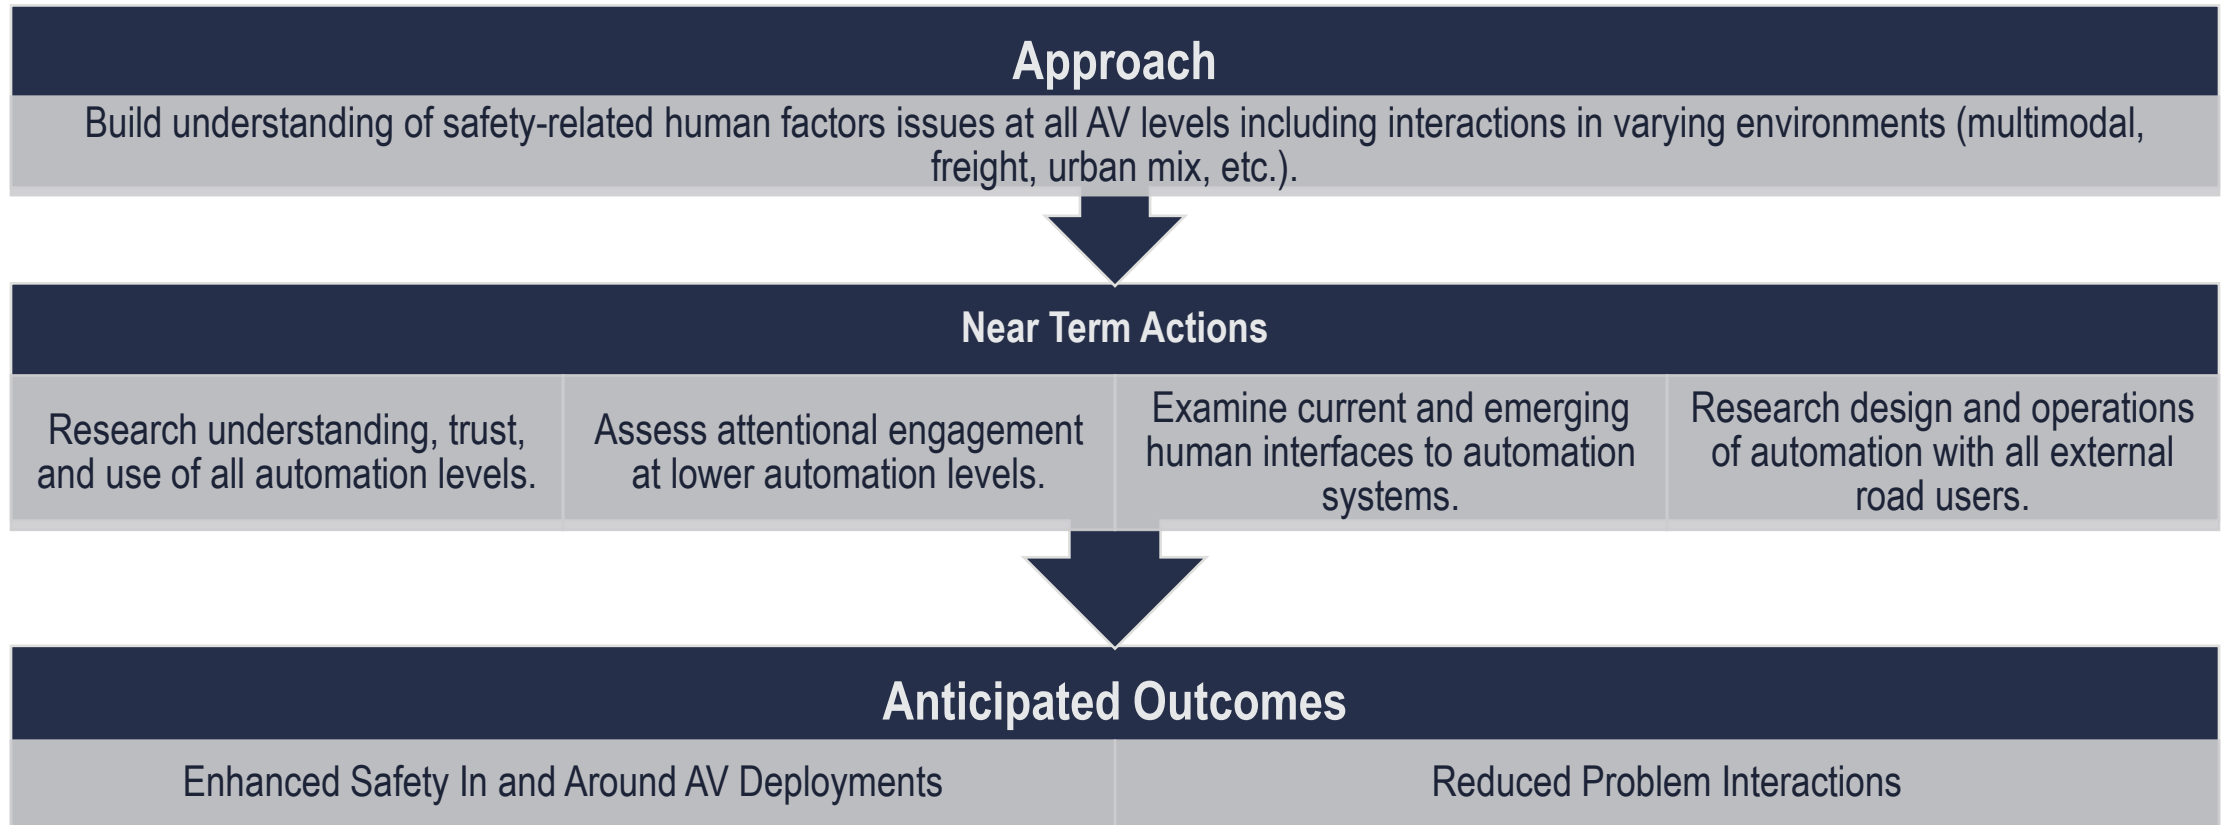 Approach
Build understanding of safety-related human factors issues at all AV levels including interactions in varying environments (multimodal,
freight, urban mix, etc.).
Near Term Actions
Research understanding, trust,
and use of all automation levels.
Assess attentional engagement
at lower automation levels.
Examine current and emerging
human interfaces to automation
systems.
Research design and operations
of automation with all external
road users.
Anticipated Outcomes
Enhanced Safety In and Around AV Deployments
Reduced Problem Interactions